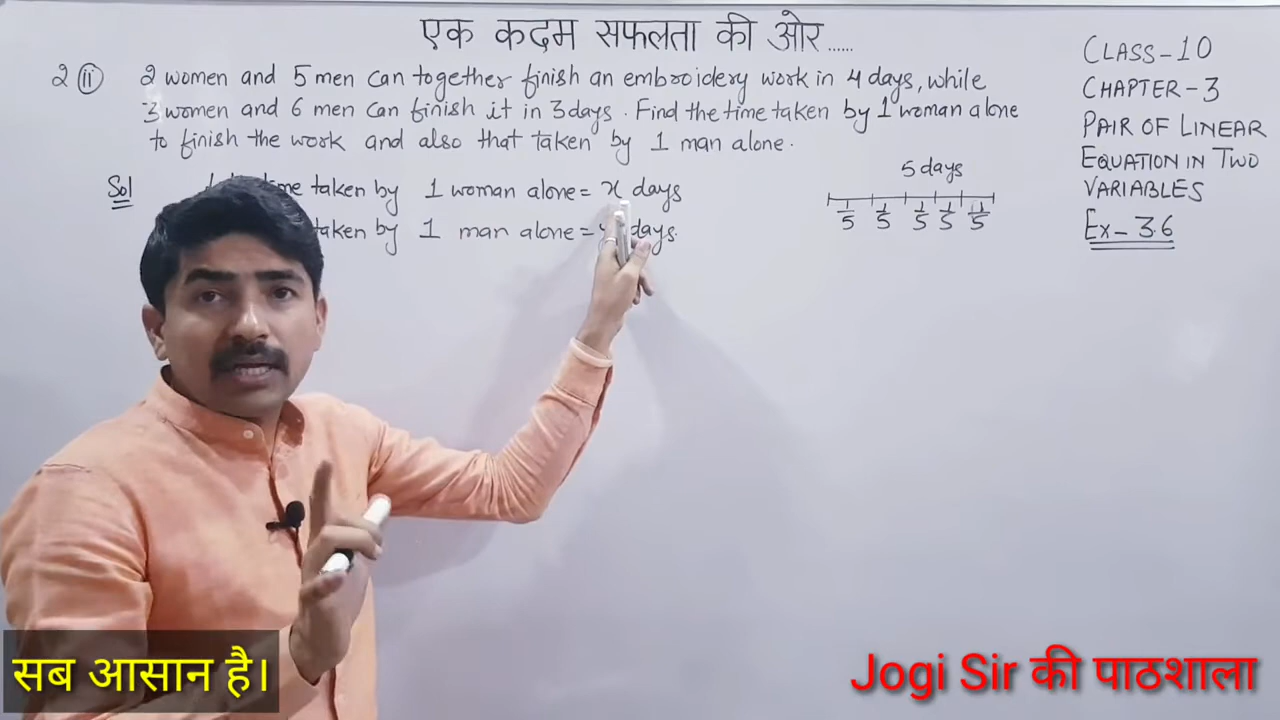 एक कदम सफलता की ओर......
2 (ii) 2 women and 5 men can together finish an embroidery work in 4 days, while
3 women and 6 men can finish it in 3 days. Find the time taken by 1 woman alone
to finish the work and also that taken by 1 man alone.
Sol taken by 1 woman alone = x days
taken by 1 man alone = days.
5 days
1/5 1/5 1/5 1/5 1/5
CLASS-10
CHAPTER-3
PAIR OF LINEAR
EQUATION IN TWO
VARIABLES
Ex-3.6
सब आसान है।
Jogi Sir की पाठशाला